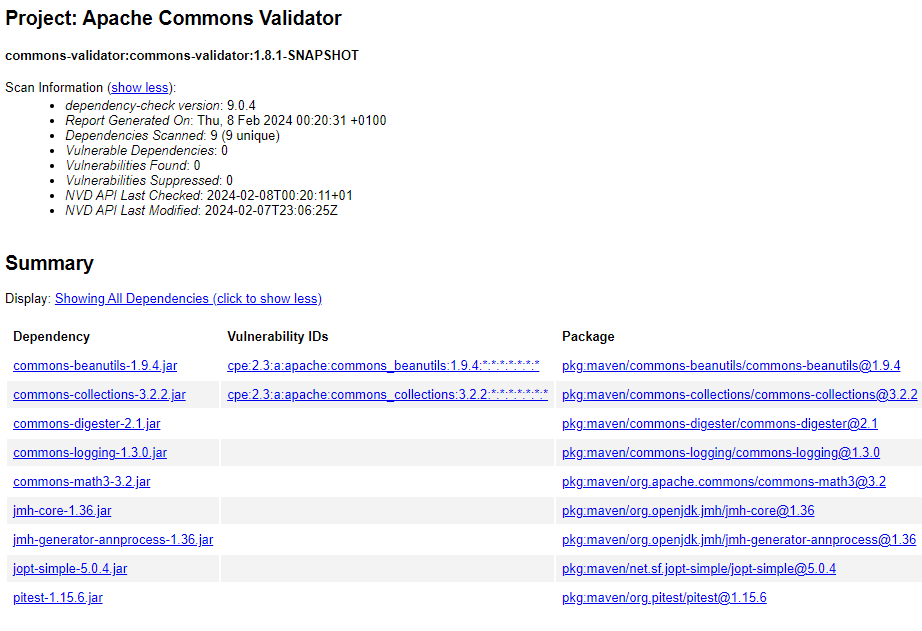 Project: Apache Commons Validator
commons-validator:commons-validator:1.8.1-SNAPSHOT
Scan Information (show less):
• dependency-check version: 9.0.4
• Report Generated On: Thu, 8 Feb 2024 00:20:31 +0100
• Dependencies Scanned: 9 (9 unique)
• Vulnerable Dependencies: 0
• Vulnerabilities Found: 0
• Vulnerabilities Suppressed: 0
• NVD API Last Checked: 2024-02-08T00:20:11+01
• NVD API Last Modified: 2024-02-07T23:06:25Z
Summary
Display: Showing All Dependencies (click to show less)
Dependency Vulnerability IDs Package
commons-beanutils-1.9.4.jar cpe:2.3:a:apache:commons_beanutils:1.9.4:*:*:*:*:*:*:* pkg:maven/commons-beanutils/commons-beanutils@1.9.4
commons-collections-3.2.2.jar cpe:2.3:a:apache:commons_collections:3.2.2:*:*:*:*:*:*:* pkg:maven/commons-collections/commons-collections@3.2.2
commons-digester-2.1.jar pkg:maven/commons-digester/commons-digester@2.1
commons-logging-1.3.0.jar pkg:maven/commons-logging/commons-logging@1.3.0
commons-math3-3.2.jar pkg:maven/org.apache.commons/commons-math3@3.2
jmh-core-1.36.jar pkg:maven/org.openjdk.jmh/jmh-core@1.36
jmh-generator-annprocess-1.36.jar pkg:maven/org.openjdk.jmh/jmh-generator-annprocess@1.36
jopt-simple-5.0.4.jar pkg:maven/net.sf.jopt-simple/jopt-simple@5.0.4
pitest-1.15.6.jar pkg:maven/org.pitest/pitest@1.15.6